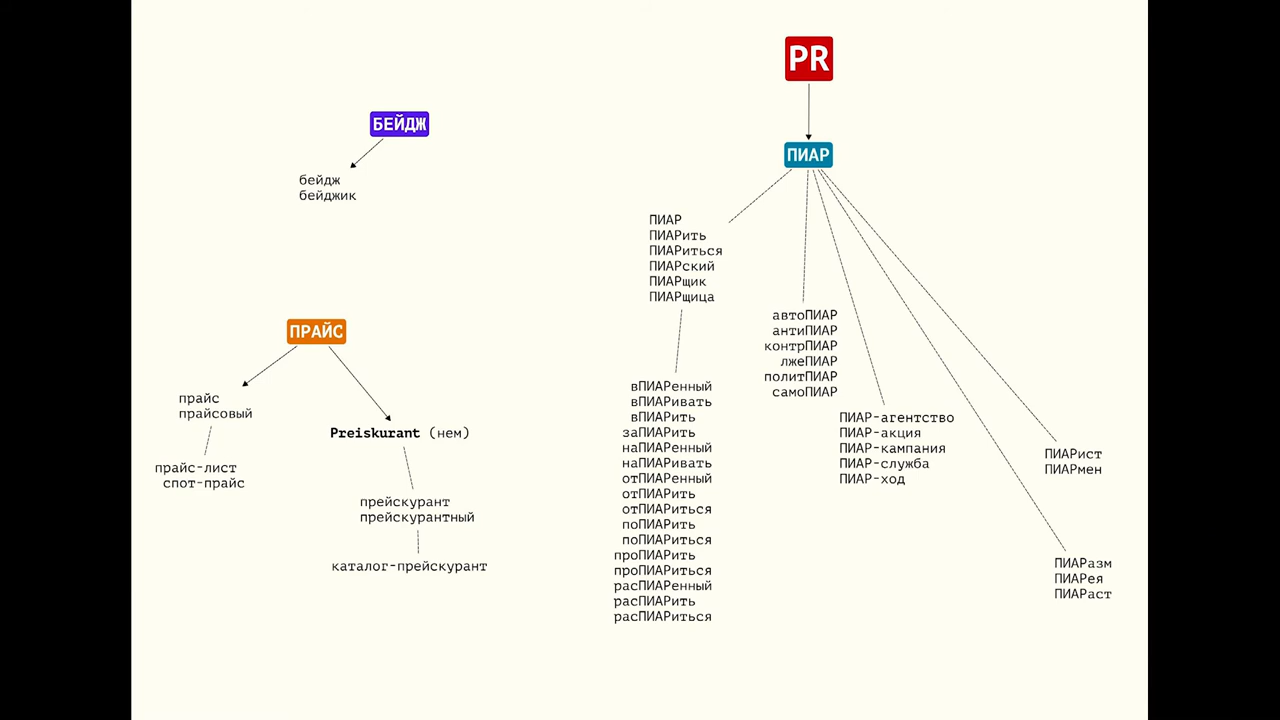 БЕЙДЖ
бейдж
бейджик
ПРАЙС
прайс
прайсовый
прайс-лист
спот-прайс
Preiskurant (нем)
прейскурант
прейскурантный
каталог-прейскурант
PR
ПИАР
ПИАР
ПИАРить
ПИАРиться
ПИАРский
ПИАРщик
ПИАРщица
вПИАРенный
вПИАРивать
вПИАРить
заПИАРить
наПИАРенный
наПИАРивать
отПИАРенный
отПИАРить
отПИАРиться
поПИАРить
поПИАРиться
проПИАРить
проПИАРиться
расПИАРенный
расПИАРить
расПИАРиться
автоПИАР
антиПИАР
контрПИАР
лжеПИАР
политПИАР
самоПИАР
ПИАР-агентство
ПИАР-акция
ПИАР-кампания
ПИАР-служба
ПИАР-ход
ПИАРист
ПИАРмен
ПИАРазм
ПИАРея
ПИАРаст